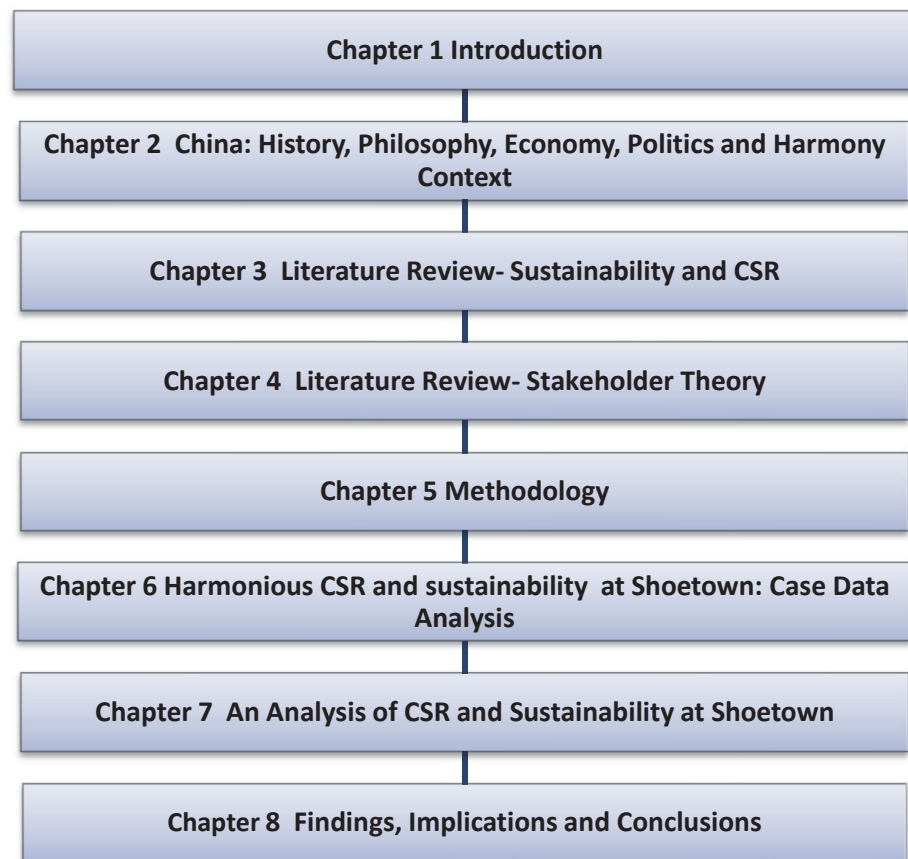 Chapter 1 Introduction
Chapter 2  China: History, Philosophy, Economy, Politics and Harmony
Context
Chapter 3  Literature Review- Sustainability and CSR
Chapter 4  Literature Review- Stakeholder Theory
Chapter 5 Methodology
Chapter 6 Harmonious CSR and sustainability  at Shoetown: Case Data
Analysis
Chapter 7  An Analysis of CSR and Sustainability at Shoetown
Chapter 8  Findings, Implications and Conclusions